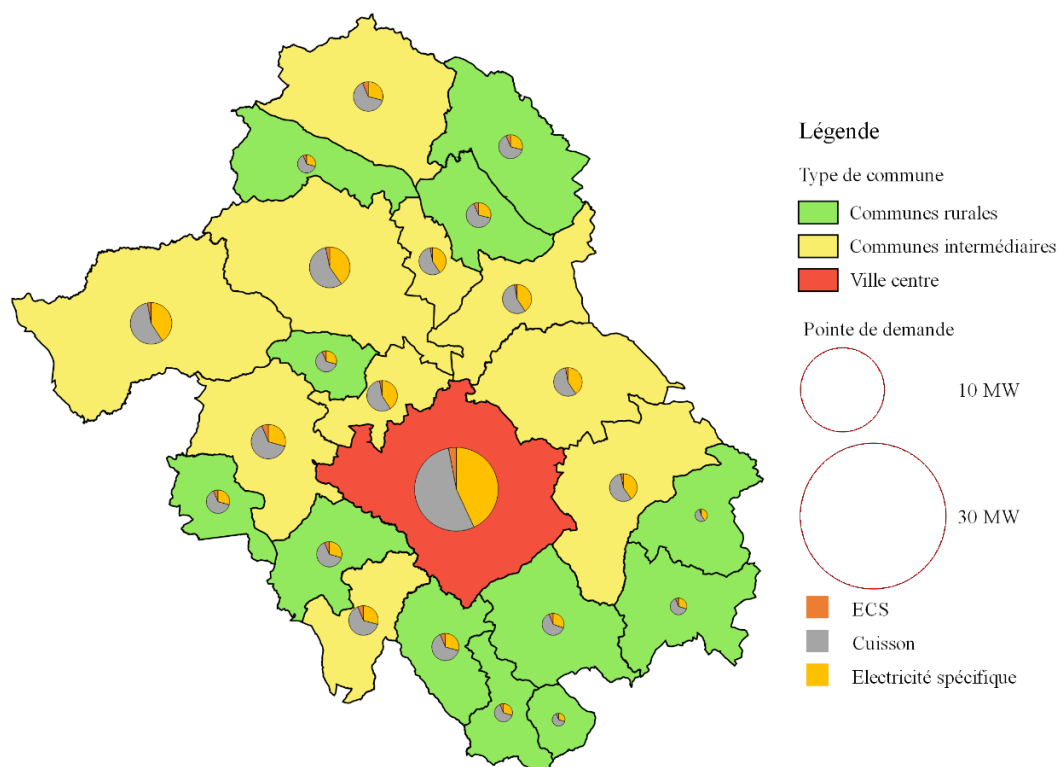 Légende
Type de commune
Communes rurales
Communes intermédiaires
Ville centre
Pointe de demande
10 MW
30 MW
ECS
Cuisson
Electricité spécifique